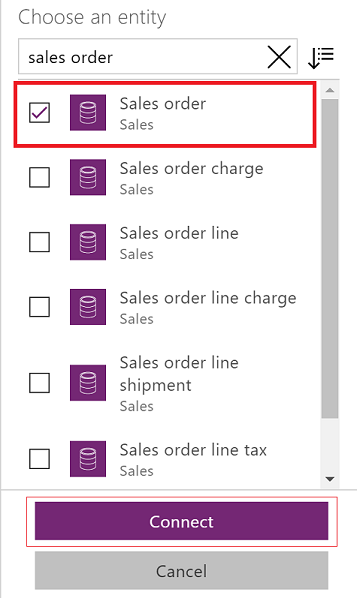 Choose an entity
sales order
Sales order
Sales
Sales order charge
Sales
Sales order line
Sales
Sales order line charge
Sales
Sales order line
shipment
Sales
Sales order line tax
Sales
Connect
Cancel